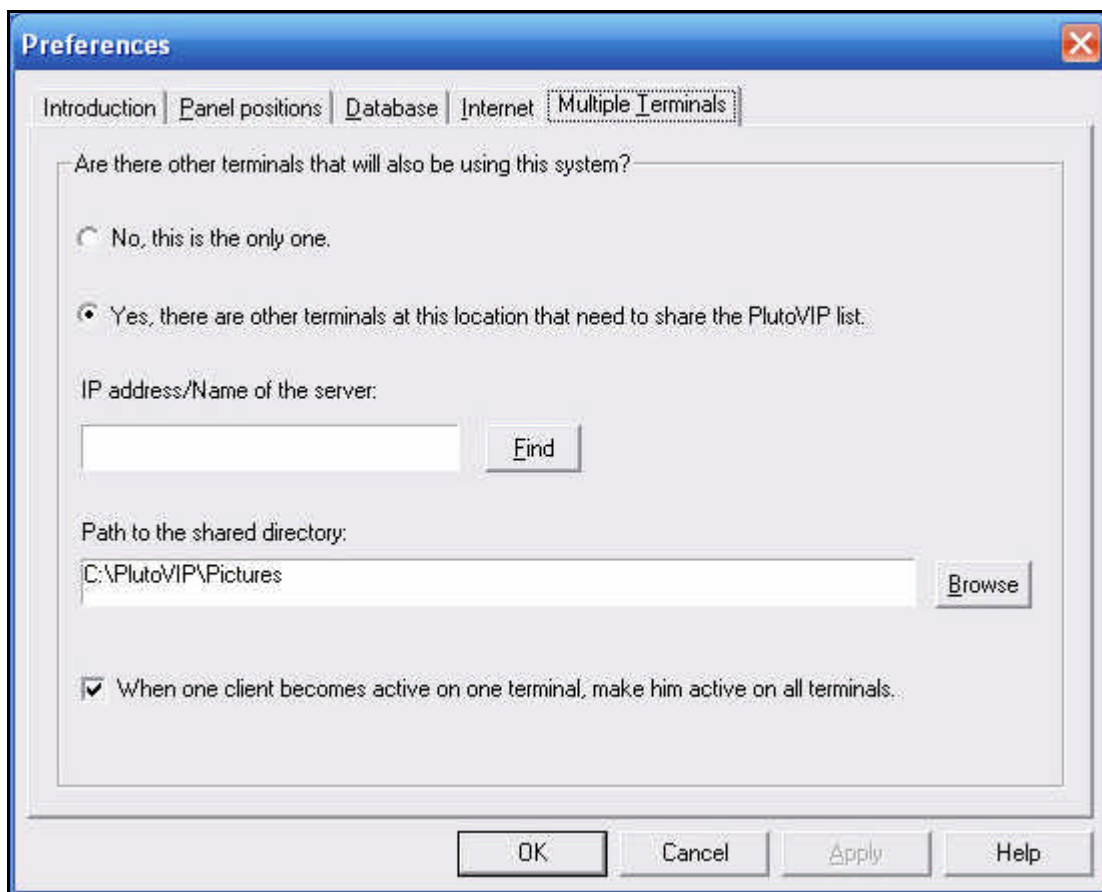 Preferences
Introduction Panel positions Database Internet Multiple Terminals
Are there other terminals that will also be using this system?
No, this is the only one.
Yes, there are other terminals at this location that need to share the PlutoVIP list.
IP address/Name of the server:
Find
Path to the shared directory:
C:\PlutoVIP\Pictures
Browse
When one client becomes active on one terminal, make him active on all terminals.
OK Cancel Apply Help